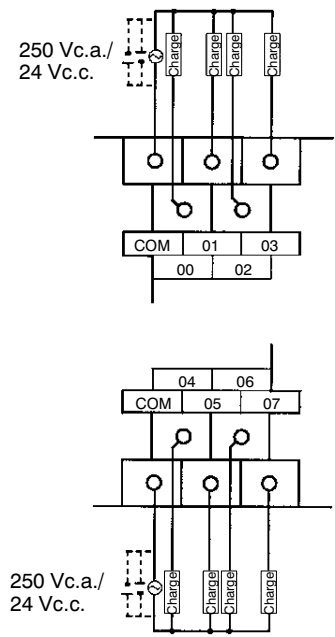 250 Vc.a./
24 Vc.c.
Charge
Charge
Charge
Charge
COM 01 03
00 02
04 06
COM 05 07
250 Vc.a./
24 Vc.c.
Charge
Charge
Charge
Charge